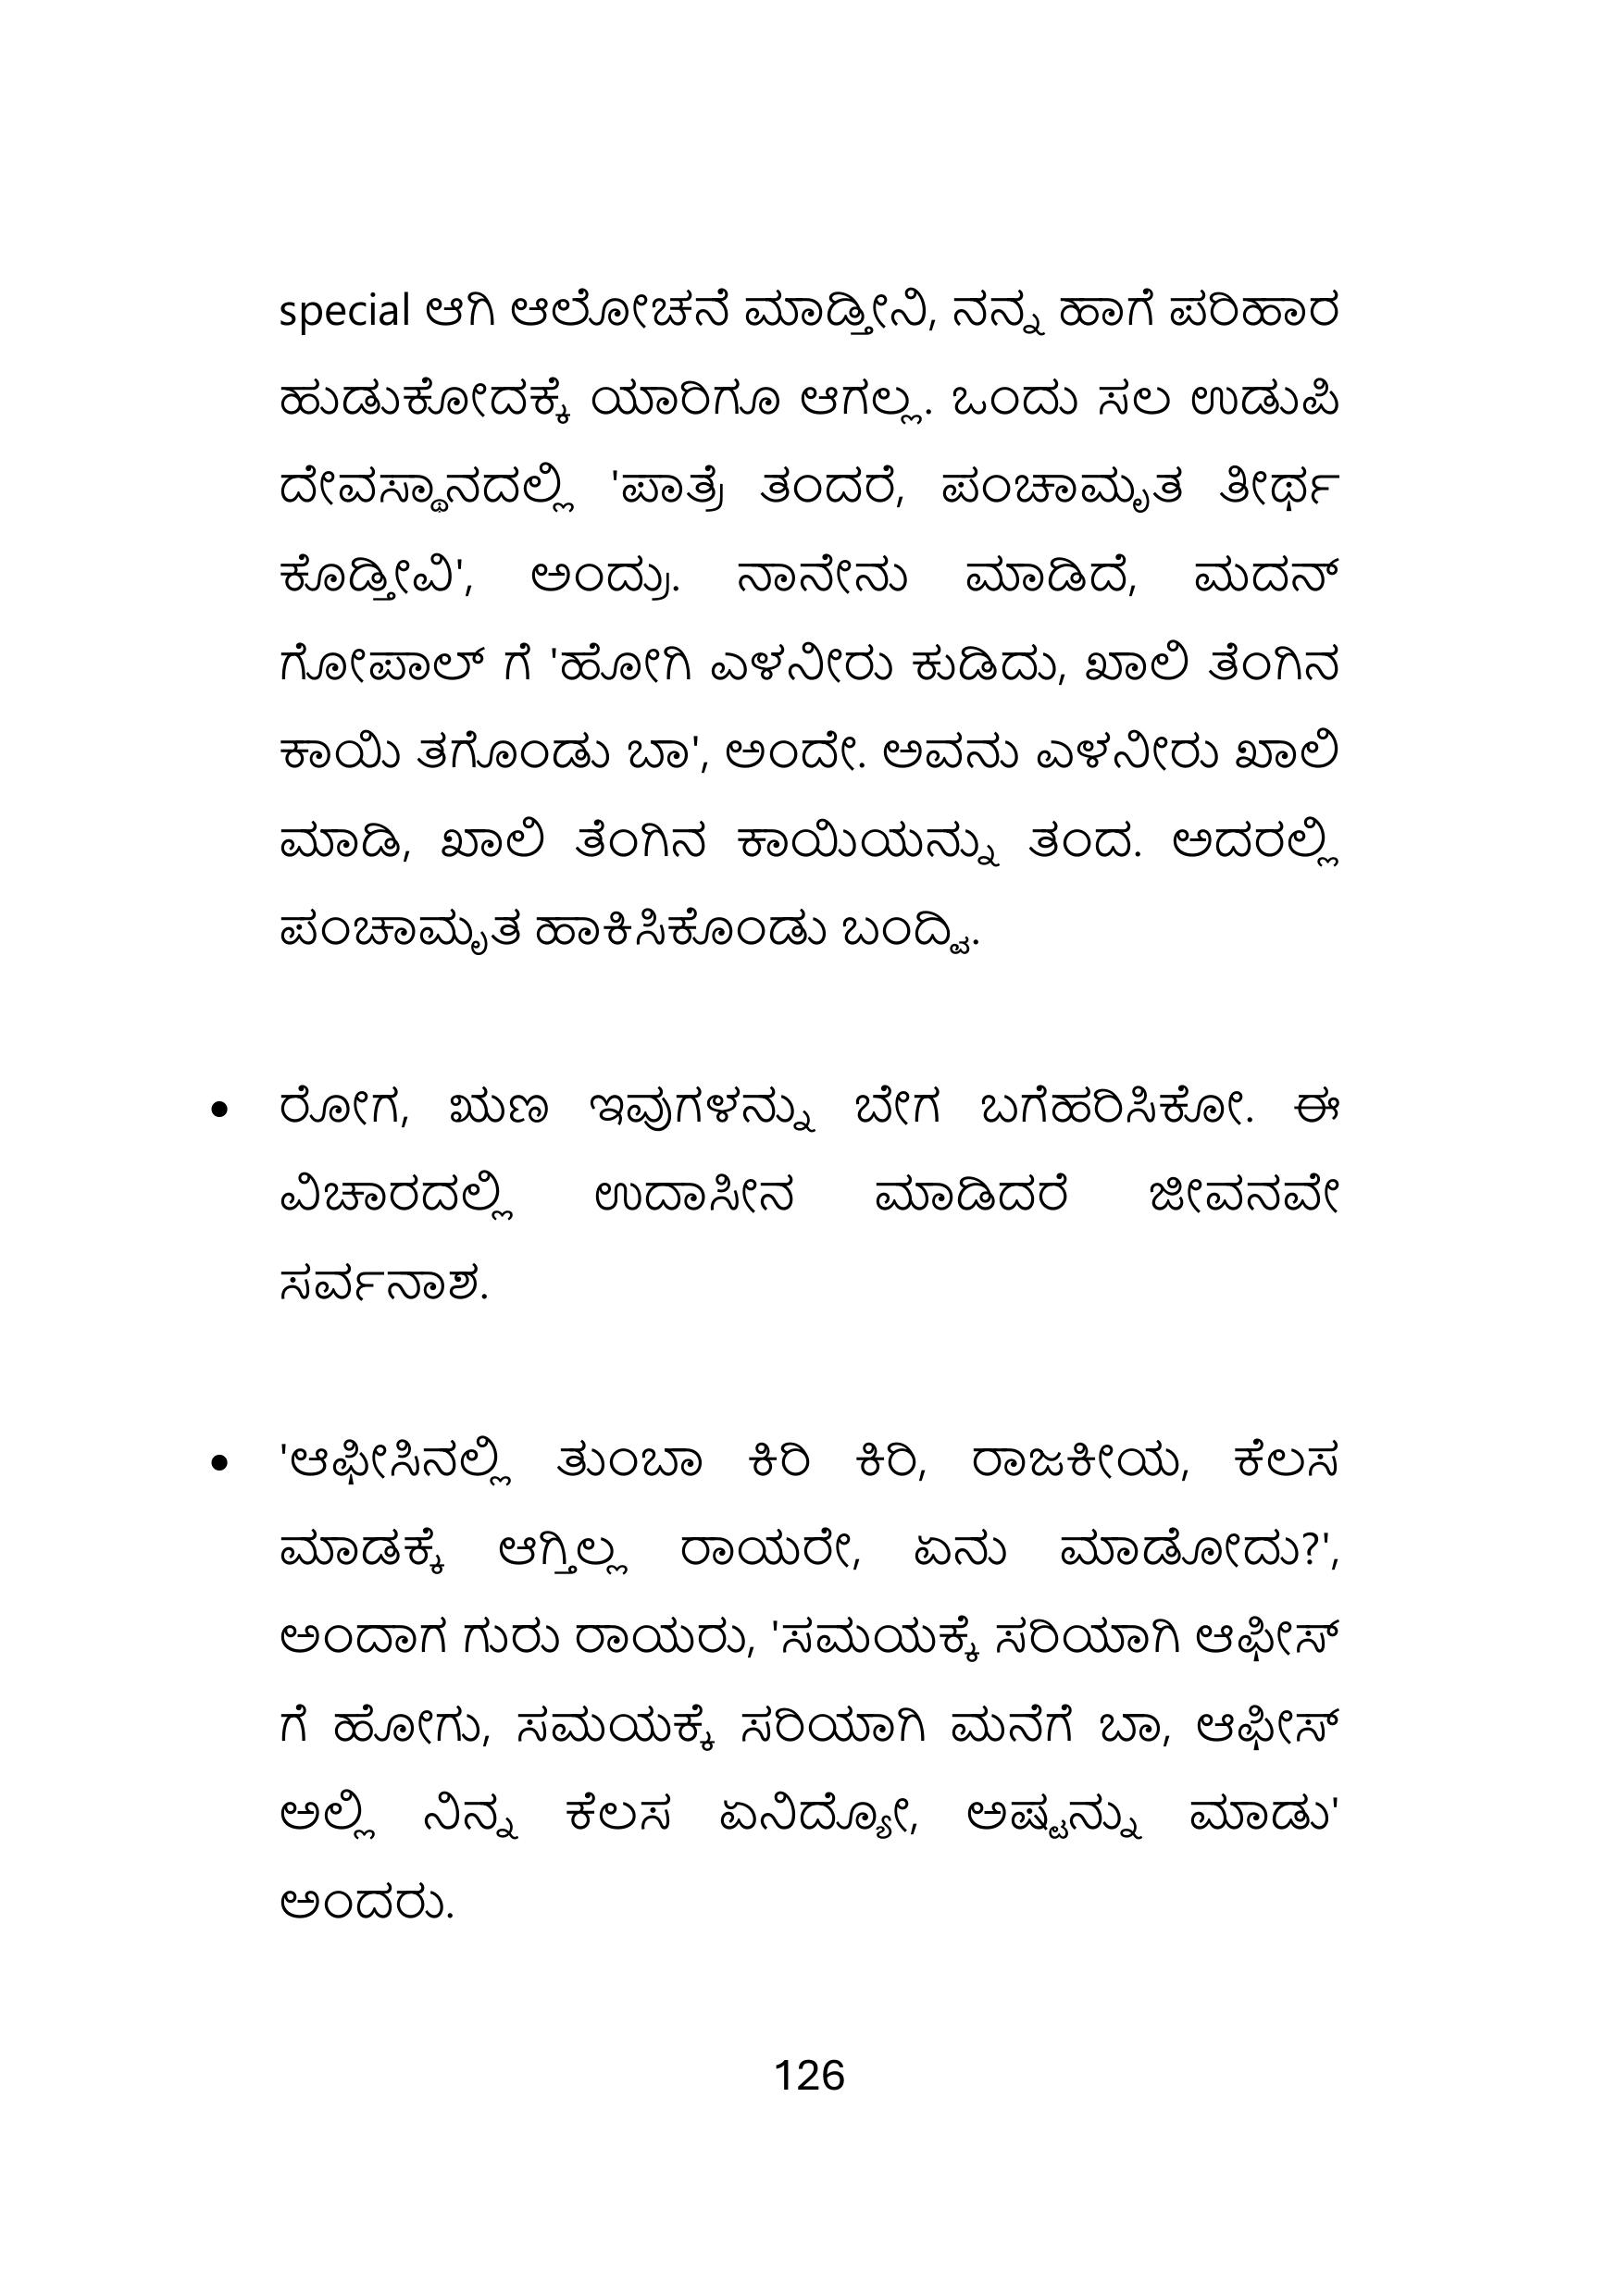 special ಆಗಿ ಆಲೋಚನೆ ಮಾಡ್ತೀನಿ, ನನ್ನ ಹಾಗೆ ಪರಿಹಾರ
ಹುಡುಕೋದಕ್ಕೆ ಯಾರಿಗೂ ಆಗಲ್ಲ. ಒಂದು ಸಲ ಉಡುಪಿ
ದೇವಸ್ಥಾನದಲ್ಲಿ 'ಪಾತ್ರೆ ತಂದರೆ, ಪಂಚಾಮೃತ ತೀರ್ಥ
ಕೊಡ್ತೀವಿ', ಅಂದ್ರು. ನಾನೇನು ಮಾಡಿದೆ, ಮದನ್
ಗೋಪಾಲ್ ಗೆ 'ಹೋಗಿ ಎಳನೀರು ಕುಡಿದು, ಖಾಲಿ ತೆಂಗಿನ
ಕಾಯಿ ತಗೊಂಡು ಬಾ', ಅಂದೇ. ಅವನು ಎಳನೀರು ಖಾಲಿ
ಮಾಡಿ, ಖಾಲಿ ತೆಂಗಿನ ಕಾಯಿಯನ್ನು ತಂದ. ಅದರಲ್ಲಿ
ಪಂಚಾಮೃತ ಹಾಕಿಸಿಕೊಂಡು ಬಂದ್ವಿ.
• ರೋಗ, ಋಣ ಇವುಗಳನ್ನು ಬೇಗ ಬಗೆಹರಿಸಿಕೋ. ಈ
ವಿಚಾರದಲ್ಲಿ ಉದಾಸೀನ ಮಾಡಿದರೆ ಜೀವನವೇ
ಸರ್ವನಾಶ.
• 'ಆಫೀಸಿನಲ್ಲಿ ತುಂಬಾ ಕಿರಿ ಕಿರಿ, ರಾಜಕೀಯ, ಕೆಲಸ
ಮಾಡಕ್ಕೆ ಆಗ್ತಿಲ್ಲ ರಾಯರೇ, ಏನು ಮಾಡೋದು?',
ಅಂದಾಗ ಗುರು ರಾಯರು, 'ಸಮಯಕ್ಕೆ ಸರಿಯಾಗಿ ಆಫೀಸ್
ಗೆ ಹೋಗು, ಸಮಯಕ್ಕೆ ಸರಿಯಾಗಿ ಮನೆಗೆ ಬಾ, ಆಫೀಸ್
ಅಲ್ಲಿ ನಿನ್ನ ಕೆಲಸ ಏನಿದ್ಯೋ, ಅಷ್ಟನ್ನು ಮಾಡು'
ಅಂದರು.
126